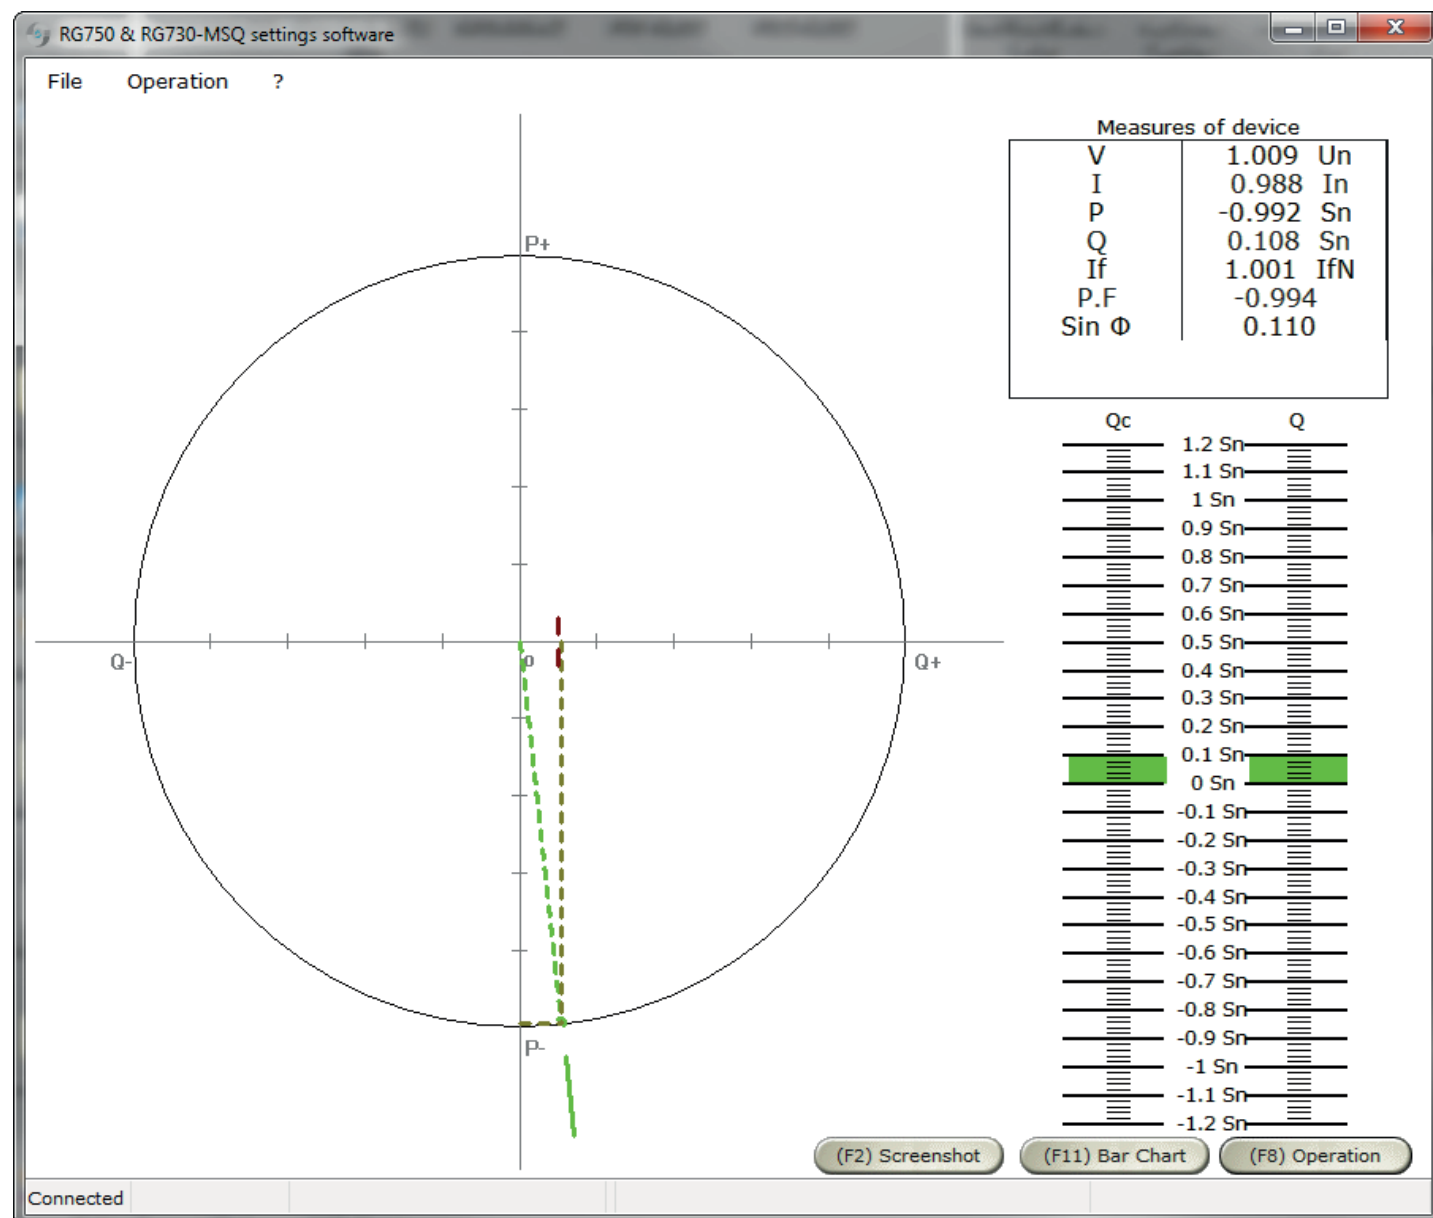 RG750 & RG730-MSQ settings software
File Operation ?
Measures of device
V 1.009 Un
I 0.988 In
P -0.992 Sn
Q 0.108 Sn
If 1.001 IfN
P.F -0.994
Sin Φ 0.110
P+
Q-
o
Q+
P-
Qc Q
1.2 Sn
1.1 Sn
1 Sn
0.9 Sn
0.8 Sn
0.7 Sn
0.6 Sn
0.5 Sn
0.4 Sn
0.3 Sn
0.2 Sn
0.1 Sn
0 Sn
-0.1 Sn
-0.2 Sn
-0.3 Sn
-0.4 Sn
-0.5 Sn
-0.6 Sn
-0.7 Sn
-0.8 Sn
-0.9 Sn
-1 Sn
-1.1 Sn
-1.2 Sn
(F2) Screenshot (F11) Bar Chart (F8) Operation
Connected